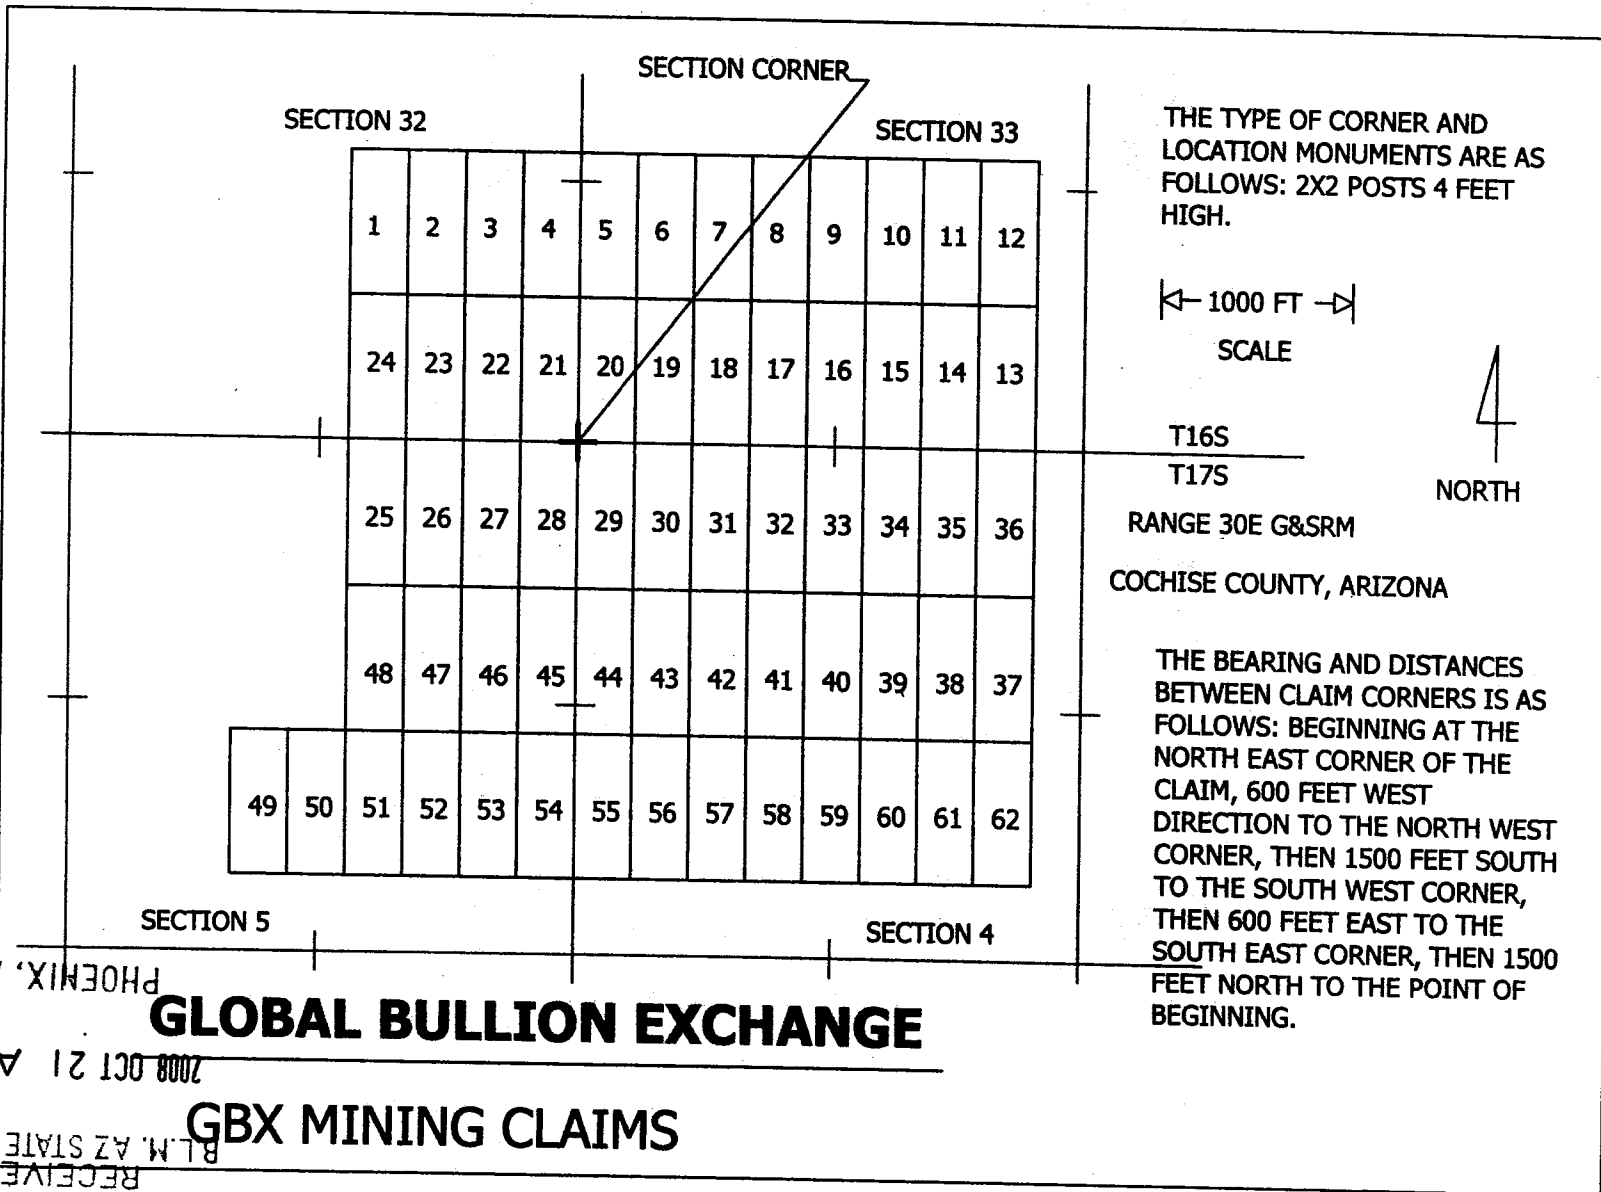 SECTION CORNER
SECTION 32
SECTION 33
THE TYPE OF CORNER AND
LOCATION MONUMENTS ARE AS
FOLLOWS: 2X2 POSTS 4 FEET
HIGH.
1 2 3 4 5 6 7 8 9 10 11 12
1000 FT
SCALE
24 23 22 21 20 19 18 17 16 15 14 13
T16S
T17S
NORTH
25 26 27 28 29 30 31 32 33 34 35 36
RANGE 30E G&SRM
COCHISE COUNTY, ARIZONA
48 47 46 45 44 43 42 41 40 39 38 37
THE BEARING AND DISTANCES
BETWEEN CLAIM CORNERS IS AS
FOLLOWS: BEGINNING AT THE
NORTH EAST CORNER OF THE
CLAIM, 600 FEET WEST
DIRECTION TO THE NORTH WEST
CORNER, THEN 1500 FEET SOUTH
TO THE SOUTH WEST CORNER,
THEN 600 FEET EAST TO THE
SOUTH EAST CORNER, THEN 1500
FEET NORTH TO THE POINT OF
BEGINNING.
49 50 51 52 53 54 55 56 57 58 59 60 61 62
SECTION 5
SECTION 4
GLOBAL BULLION EXCHANGE
GBX MINING CLAIMS
RECEIVE
B.L.M. AZ STATE
2008 OCT 21 A
PHOENIX,